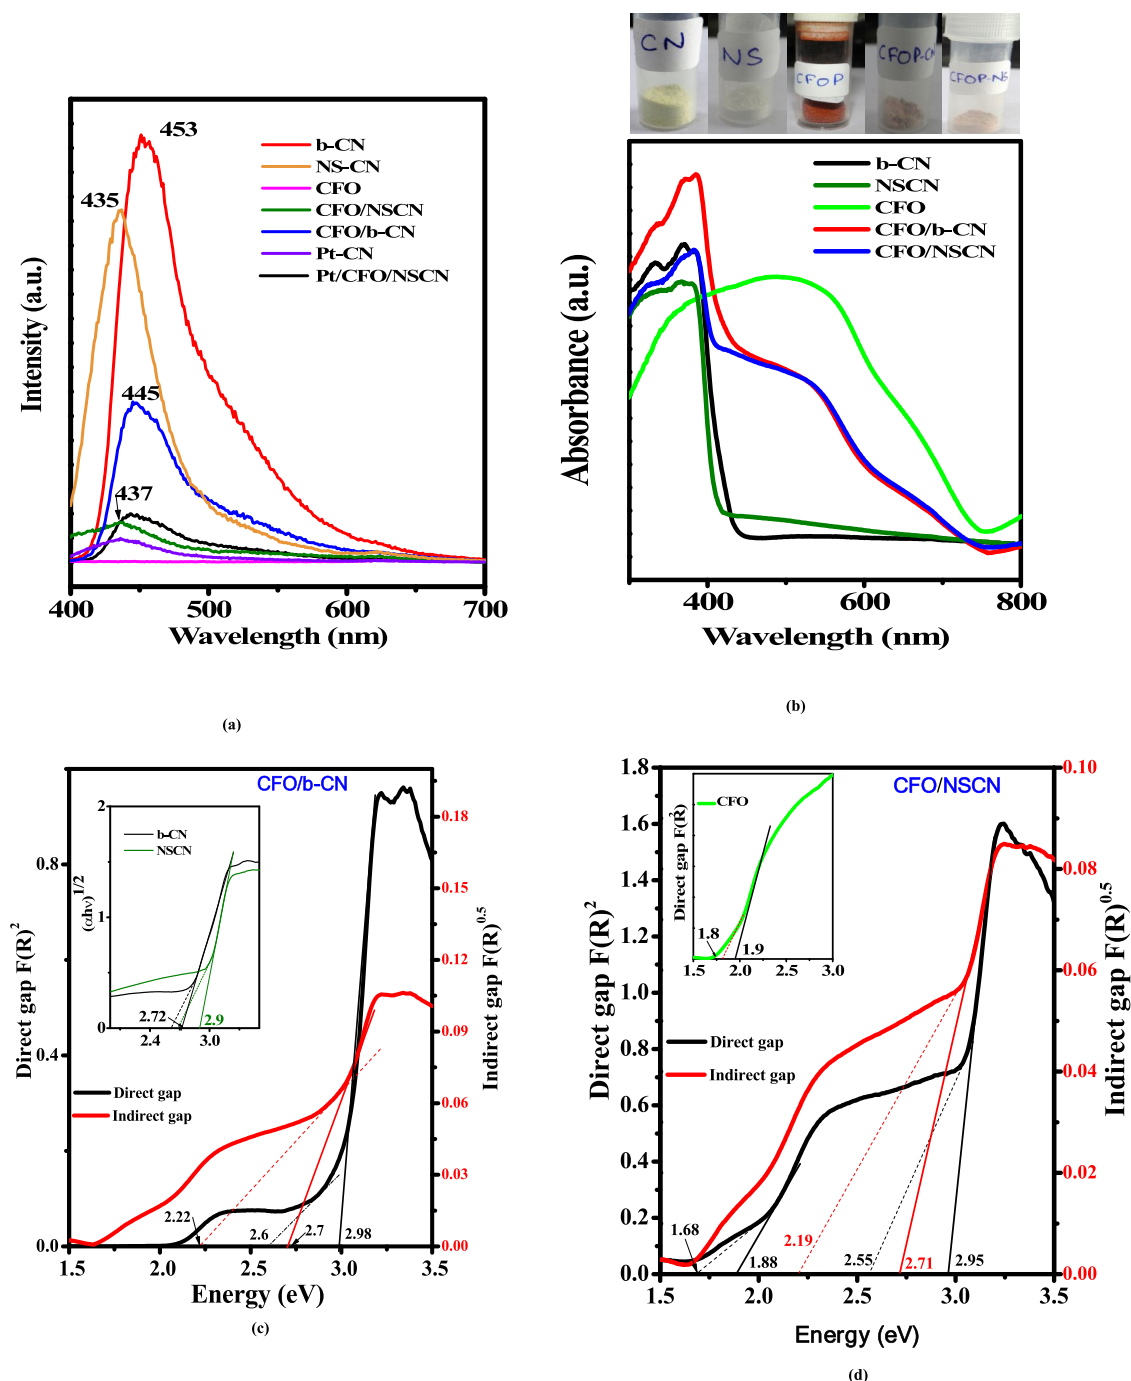 453
435
445
437
b-CN
NS-CN
CFO
CFO/NSCN
CFO/b-CN
Pt-CN
Pt/CFO/NSCN
Intensity (a.u.)
400 500 600 700
Wavelength (nm)
(a)
CN
NS
CFOP
CFOP-CN
CFOP-NS
b-CN
NSCN
CFO
CFO/b-CN
CFO/NSCN
Absorbance (a.u.)
400 600 800
Wavelength (nm)
(b)
CFO/b-CN
Direct gap F(R)²
0.8
0.4
0.0
2
1
0
(αhν)^1/2
b-CN
NSCN
2.72
2.9
2.4 3.0
Direct gap
Indirect gap
2.22
2.6
2.7
2.98
0.18
0.15
0.12
0.09
0.06
0.03
0.00
Indirect gap F(R)^0.5
1.5 2.0 2.5 3.0 3.5
Energy (eV)
(c)
CFO/NSCN
Direct gap F(R)²
1.8
1.6
1.4
1.2
1.0
0.8
0.6
0.4
0.2
0.0
CFO
Direct gap F(R)²
1.8
1.9
1.5 2.0 2.5 3.0
Direct gap
Indirect gap
1.68
1.88
2.19
2.55
2.71
2.95
0.10
0.08
0.06
0.04
0.02
0.00
Indirect gap F(R)^0.5
1.5 2.0 2.5 3.0 3.5
Energy (eV)
(d)